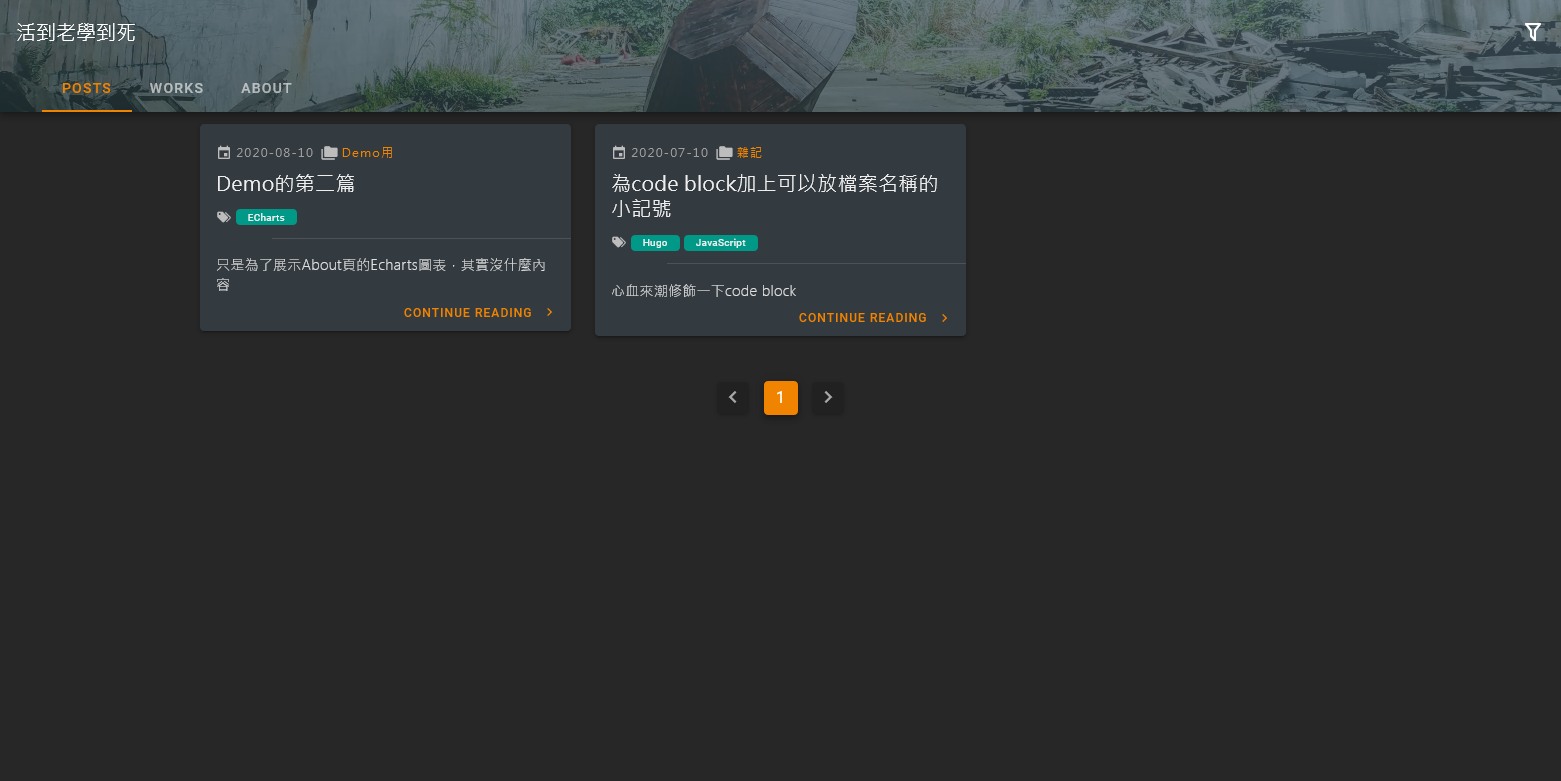 活到老學到死
POSTS WORKS ABOUT
2020-08-10 Demo用
Demo的第二篇
ECharts
只是為了展示About頁的Echarts圖表，其實沒什麼內
容
CONTINUE READING
2020-07-10 雜記
為code block加上可以放檔案名稱的
小記號
Hugo JavaScript
心血來潮修飾一下code block
CONTINUE READING
1